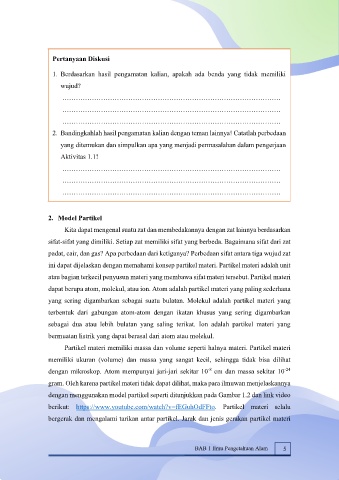 Pertanyaan Diskusi
1. Berdasarkan hasil pengamatan kalian, apakah ada benda yang tidak memiliki
wujud?
2. Bandingkahlah hasil pengamatan kalian dengan teman lainnya! Catatlah perbedaan
yang ditemukan dan simpulkan apa yang menjadi permasalahan dalam pengerjaan
Aktivitas 1.1!
2. Model Partikel
Kita dapat mengenal suatu zat dan membedakannya dengan zat lainnya berdasarkan
sifat-sifat yang dimiliki. Setiap zat memiliki sifat yang berbeda. Bagaimana sifat dari zat
padat, cair, dan gas? Apa perbedaan dari ketiganya? Perbedaan sifat antara tiga wujud zat
ini dapat dijelaskan dengan memahami konsep partikel materi. Partikel materi adalah unit
atau bagian terkecil penyusun materi yang membawa sifat materi tersebut. Partikel materi
dapat berupa atom, molekul, atau ion. Atom adalah partikel materi yang paling sederhana
yang sering digambarkan sebagai suatu bulatan. Molekul adalah partikel materi yang
terbentuk dari gabungan atom-atom dengan ikatan khusus yang sering digambarkan
sebagai dua atau lebih bulatan yang saling terikat. Ion adalah partikel materi yang
bermuatan listrik yang dapat berasal dari atom atau molekul.
Partikel materi memiliki massa dan volume seperti halnya materi. Partikel materi
memiliki ukuran (volume) dan massa yang sangat kecil, sehingga tidak bisa dilihat
dengan mikroskop. Atom mempunyai jari-jari sekitar 10⁻⁸ cm dan massa sekitar 10⁻²⁴
gram. Oleh karena partikel materi tidak dapat dilihat, maka para ilmuwan menjelaskannya
dengan menggunakan model partikel seperti ditunjukkan pada Gambar 1.2 dan link video
berikut: Partikel materi selalu
bergerak dan mengalami tarikan antar partikel. Jarak dan jenis gerakan partikel materi
BAB 1 Ilmu Pengetahuan Alam 3